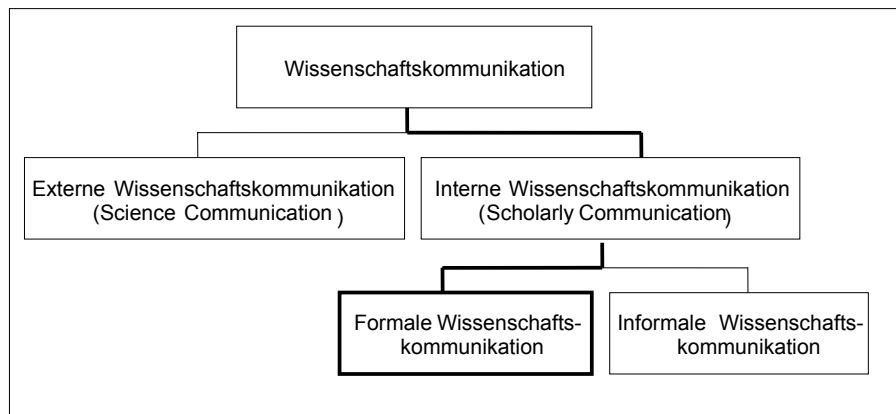 Wissenschaftskommunikation
Externe Wissenschaftskommunikation
(Science Communication )
Interne Wissenschaftskommunikation
(Scholarly Communication)
Formale Wissenschafts-
kommunikation
Informale Wissenschafts-
kommunikation